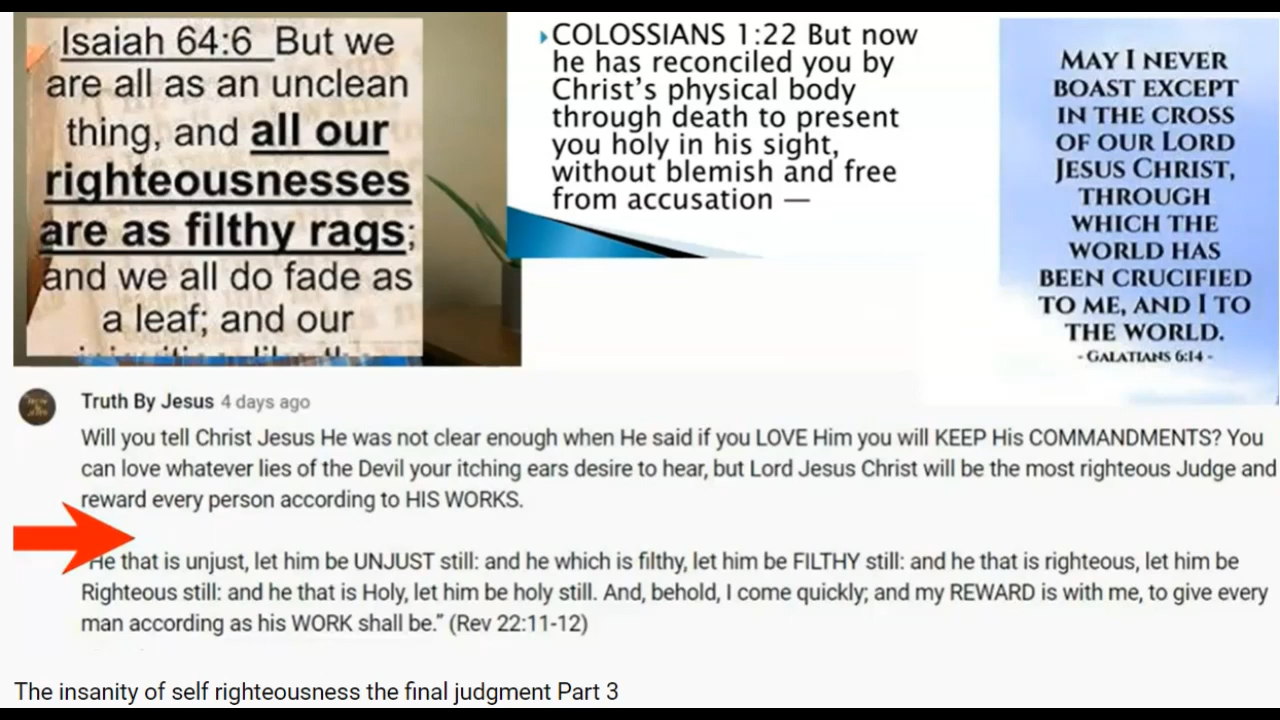 Isaiah 64:6 But we
are all as an unclean
thing, and all our
righteousnesses
are as filthy rags;
and we all do fade as
a leaf; and our
COLOSSIANS 1:22 But now
he has reconciled you by
Christ's physical body
through death to present
you holy in his sight,
without blemish and free
from accusation —
MAY I NEVER
BOAST EXCEPT
IN THE CROSS
OF OUR LORD
JESUS CHRIST,
THROUGH
WHICH THE
WORLD HAS
BEEN CRUCIFIED
TO ME, AND I TO
THE WORLD.
- GALATIANS 6:14 -
Truth By Jesus 4 days ago
Will you tell Christ Jesus He was not clear enough when He said if you LOVE Him you will KEEP His COMMANDMENTS? You
can love whatever lies of the Devil your itching ears desire to hear, but Lord Jesus Christ will be the most righteous Judge and
reward every person according to HIS WORKS.
"He that is unjust, let him be UNJUST still: and he which is filthy, let him be FILTHY still: and he that is righteous, let him be
Righteous still: and he that is Holy, let him be holy still. And, behold, I come quickly; and my REWARD is with me, to give every
man according as his WORK shall be." (Rev 22:11-12)
The insanity of self righteousness the final judgment Part 3